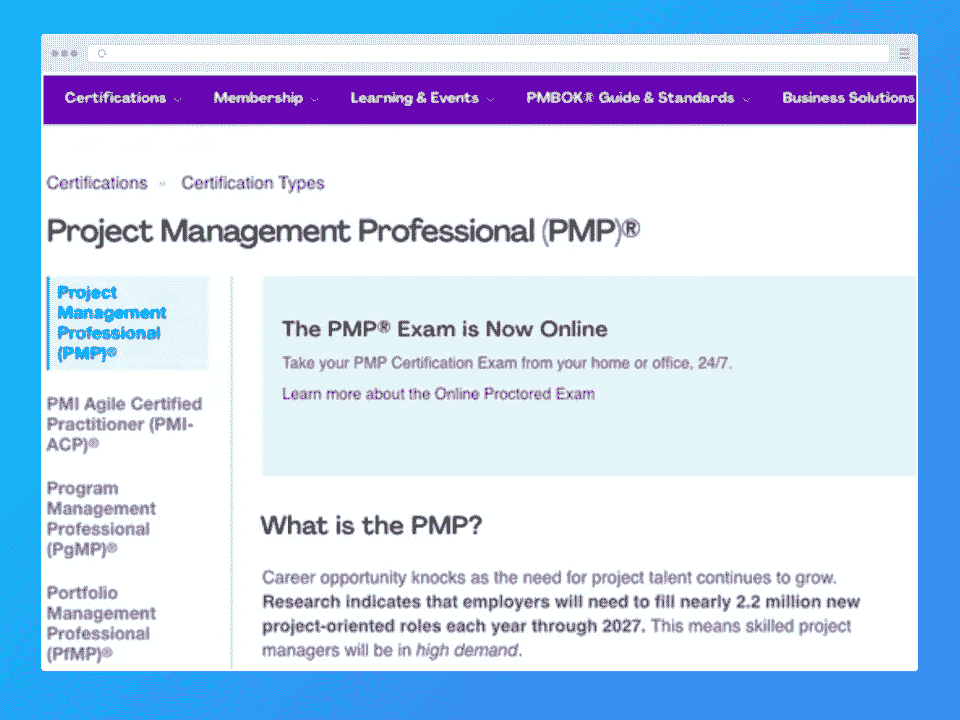 Certifications Membership Learning & Events PMBOK® Guide & Standards Business Solutions
Certifications Certification Types
Project Management Professional (PMP)®
Project
Management
Professional
(PMP)®
PMI Agile Certified
Practitioner (PMI-
ACP)®
Program
Management
Professional
(PgMP)®
Portfolio
Management
Professional
(PfMP)®
The PMP® Exam is Now Online
Take your PMP Certification Exam from your home or office, 24/7.
Learn more about the Online Proctored Exam
What is the PMP?
Career opportunity knocks as the need for project talent continues to grow.
Research indicates that employers will need to fill nearly 2.2 million new
project-oriented roles each year through 2027. This means skilled project
managers will be in high demand.